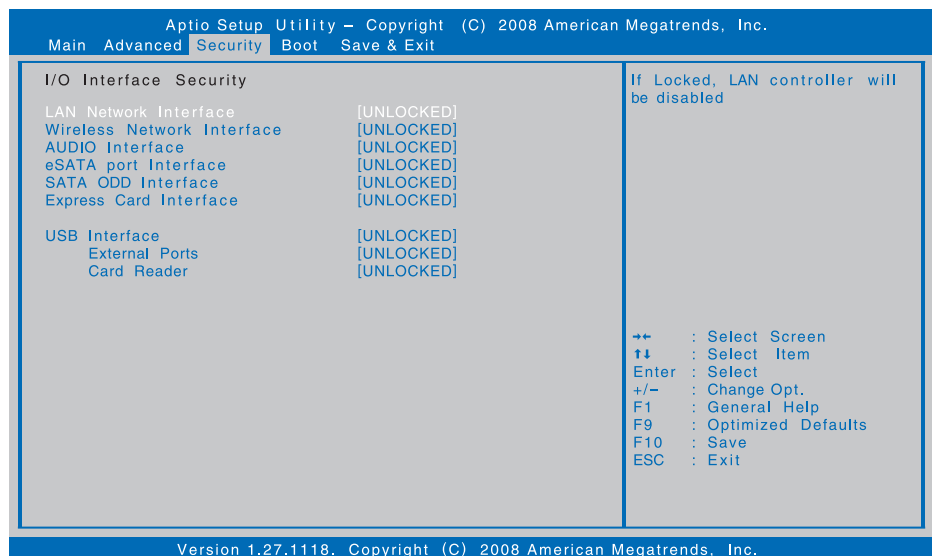 Aptio Setup Utility – Copyright (C) 2008 American Megatrends, Inc.
Main Advanced Security Boot Save & Exit
I/O Interface Security
LAN Network Interface [UNLOCKED]
Wireless Network Interface [UNLOCKED]
AUDIO Interface [UNLOCKED]
eSATA port Interface [UNLOCKED]
SATA ODD Interface [UNLOCKED]
Express Card Interface [UNLOCKED]
USB Interface [UNLOCKED]
External Ports [UNLOCKED]
Card Reader [UNLOCKED]
If Locked, LAN controller will
be disabled
→← : Select Screen
↑↓ : Select Item
Enter : Select
+/– : Change Opt.
F1 : General Help
F9 : Optimized Defaults
F10 : Save
ESC : Exit
Version 1.27.1118. Copyright (C) 2008 American Megatrends, Inc.